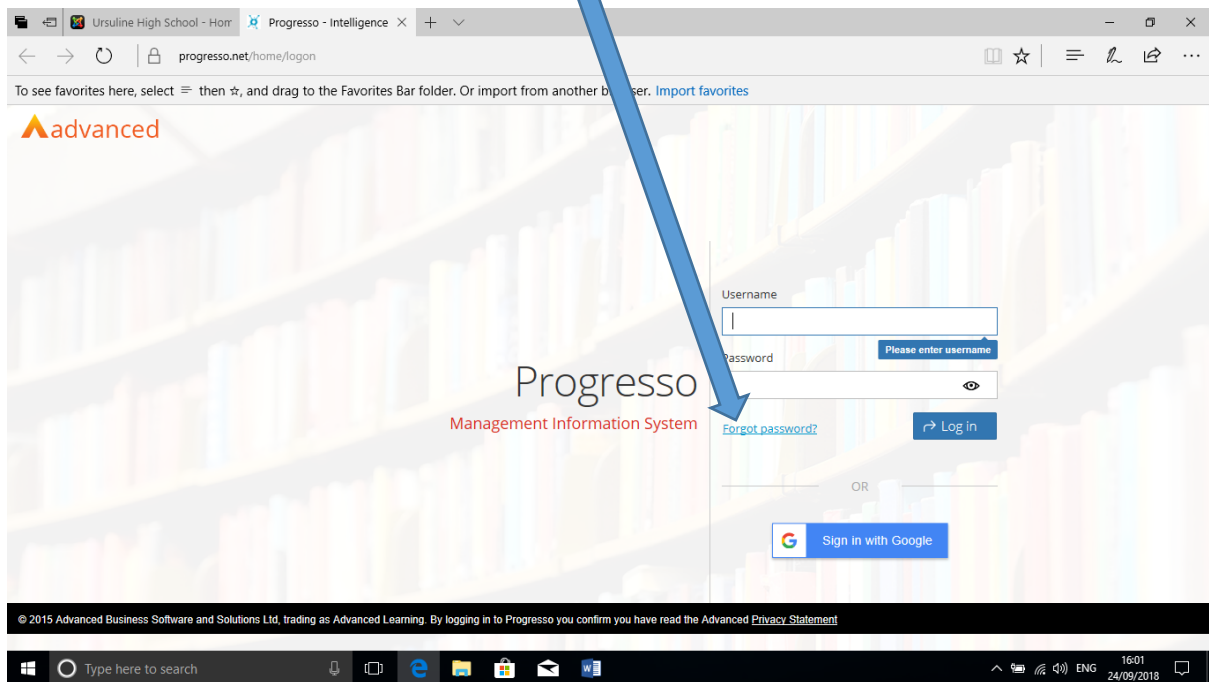 Ursuline High School - Hom
Progresso - Intelligence
progresso.net/home/logon
To see favorites here, select then and drag to the Favorites Bar folder. Or import from another Import favorites
advanced
Username
Please enter username
Password
Progresso
Management Information System
Forgot password?
Log in
OR
G Sign in with Google
© 2015 Advanced Business Software and Solutions Ltd, trading as Advanced Learning. By logging in to Progresso you confirm you have read the Advanced Privacy Statement
Type here to search
ENG
16:01
24/09/2018